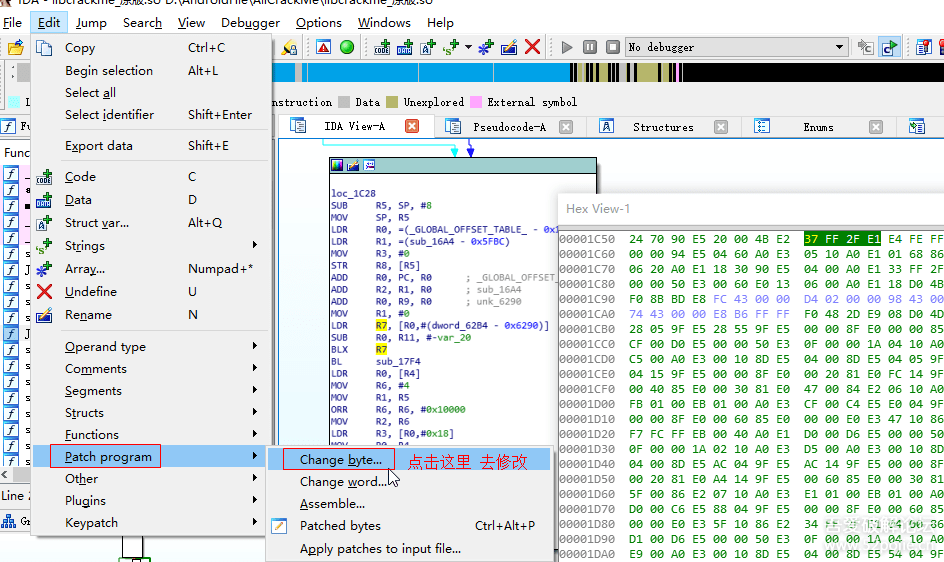 IDA - libcrackme_原版.so D:\AndroidFile\AliCrackMe\libcrackme_原版.so
File Edit Jump Search View Debugger Options Windows Help
No debugger
nstruction Data Unexplored External symbol
IDA View-A Pseudocode-A Structures Enums
Func
Line 2
Copy Ctrl+C
Begin selection Alt+L
Select all
Select identifier Shift+Enter
Export data Shift+E
Code C
Data D
Struct var... Alt+Q
Strings
Array... Numpad+*
Undefine U
Rename N
Operand type
Comments
Segments
Structs
Functions
Patch program
Other
Plugins
Keypatch
Change byte... 点击这里 去修改
Change word...
Assemble...
Patched bytes Ctrl+Alt+P
Apply patches to input file...
loc_1C28
SUB R5, SP, #8
MOV SP, R5
LDR R0, =(_GLOBAL_OFFSET_TABLE_ - 0x1
LDR R1, =(sub_16A4 - 0x5FBC)
MOV R3, #0
STR R8, [R5]
ADD R0, PC, R0 ; _GLOBAL_OFFSET_
ADD R2, R1, R0 ; sub_16A4
ADD R9, R0 ; unk_6290
MOV R1, #0
LDR R7, [R0,#(dword_62B4 - 0x6290)]
SUB R0, R11, #-var_20
BLX R7
BL sub_17F4
LDR R0, [R4]
MOV R6, #4
MOV R1, R5
ORR R6, R6, #0x10000
MOV R2, R6
LDR R3, [R0,#0x18]
MOV R0, R4
Hex View-1
00001C50 24 70 90 E5 20 00 4B E2 37 FF 2F E1 E4 FE FF
00001C60 00 00 94 E5 04 60 A0 E3 05 10 A0 E1 01 68 86
00001C70 06 20 A0 E1 18 30 90 E5 04 00 A0 E1 33 FF 2F
00001C80 00 00 50 E3 00 60 E0 13 06 00 A0 E1 18 D0 4B
00001C90 F0 8B BD E8 FC 43 00 00 D4 02 00 00 98 43 00
00001CA0 74 43 00 00 E8 B6 FF FF F0 48 2D E9 08 D0 4D
00001CB0 28 05 9F E5 28 55 9F E5 00 00 8F E0 00 00 85
00001CC0 CF 00 D0 E5 00 00 50 E3 0F 00 00 1A 04 10 A0
00001CD0 C5 00 A0 E3 00 10 8D E5 04 00 8D E5 04 05 9F
00001CE0 04 15 9F E5 00 00 8F E0 00 20 81 E0 FC 14 9F
00001CF0 00 40 85 E0 00 30 81 E0 47 00 84 E2 06 10 A0
00001D00 FB 01 00 EB 01 00 A0 E3 CF 00 C4 E5 E0 04 9F
00001D10 00 00 8F E0 00 60 85 E0 00 00 E0 E3 47 10 86
00001D20 F7 FC FF EB 00 40 A0 E1 D0 00 D6 E5 00 00 50
00001D30 0F 00 00 1A 02 10 A0 E3 D5 00 A0 E3 00 10 8D
00001D40 04 00 8D E5 AC 04 9F E5 AC 14 9F E5 00 00 8F
00001D50 00 20 81 E0 A4 14 9F E5 00 60 85 E0 00 30 81
00001D60 5F 00 86 E2 07 10 A0 E3 E1 01 00 EB 01 00 A0
00001D70 D0 00 C6 E5 88 04 9F E5 00 00 8F E0 00 60 85
00001D80 00 00 E0 E3 5F 10 86 E2 34 FF
00001D90 D1 00 D6 E5 00 00 50 E3 0F 00 00 1A 04 10 A0
00001DA0 E9 00 A0 E3 00 10 8D E5 04 00 8D E5 54 04 9F